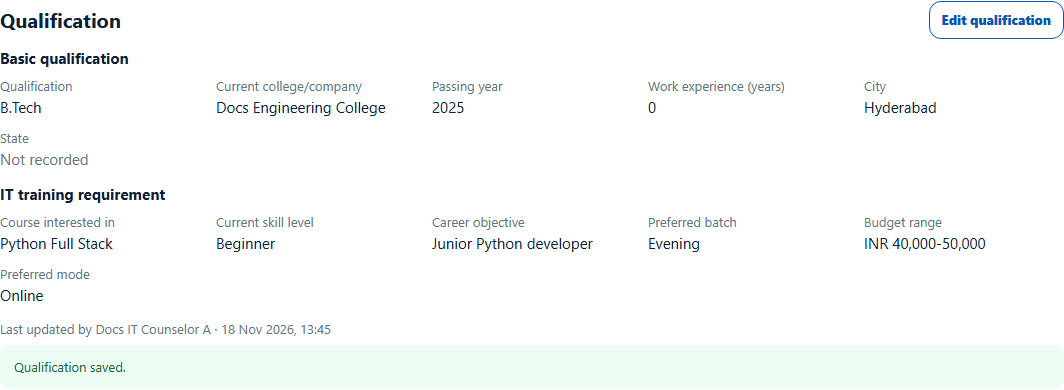 Qualification
Edit qualification
Basic qualification
Qualification Current college/company Passing year Work experience (years) City
B.Tech Docs Engineering College 2025 0 Hyderabad
State
Not recorded
IT training requirement
Course interested in Current skill level Career objective Preferred batch Budget range
Python Full Stack Beginner Junior Python developer Evening INR 40,000-50,000
Preferred mode
Online
Last updated by Docs IT Counselor A · 18 Nov 2026, 13:45
Qualification saved.